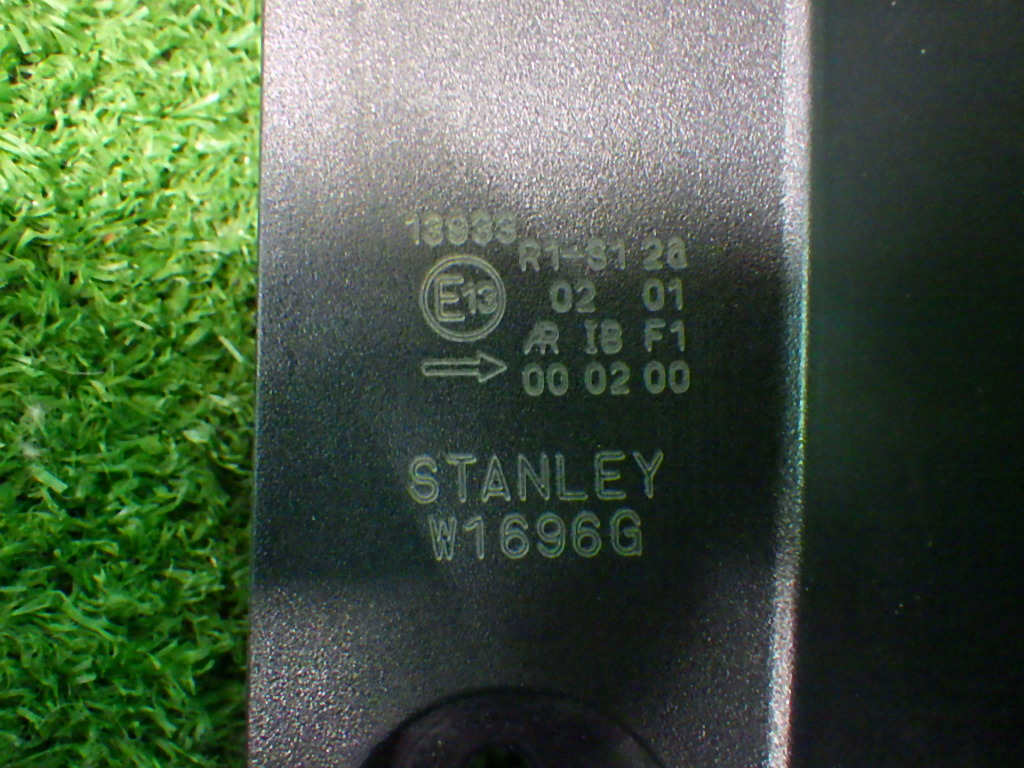 13933
R1-S1 2a
E13 02 01
AR IB F1
→ 00 02 00
STANLEY
W1696G